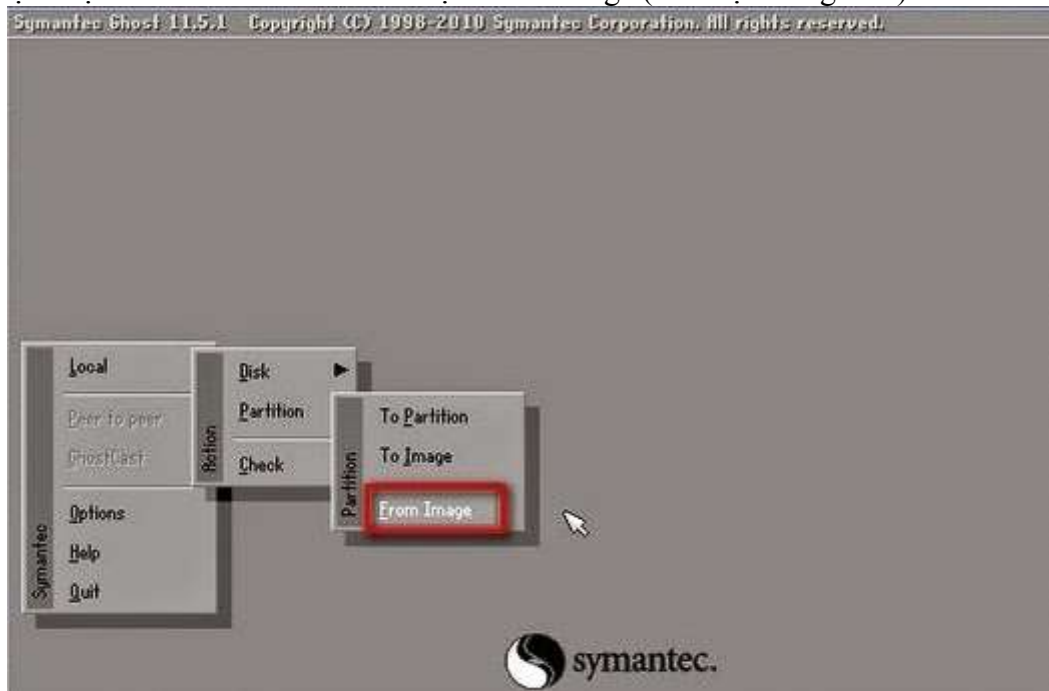 Symantec Ghost 11.5.1 Copyright (C) 1998-2010 Symantec Corporation. All rights reserved.
Symantec
Local
Peer to peer
GhostCast
Options
Help
Quit
Action
Disk
Partition
Check
Partition
To Partition
To Image
From Image
symantec.